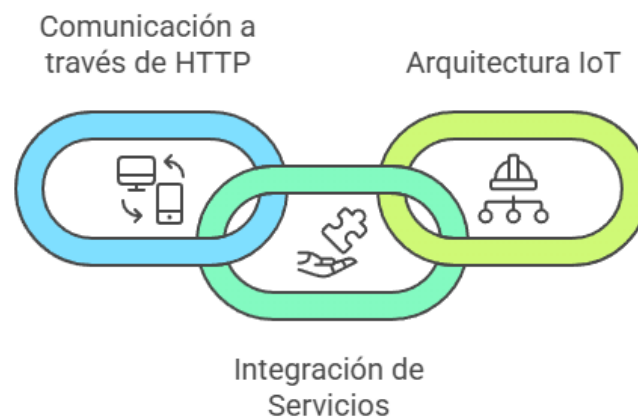 Comunicación a
través de HTTP
Arquitectura IoT
Integración de
Servicios